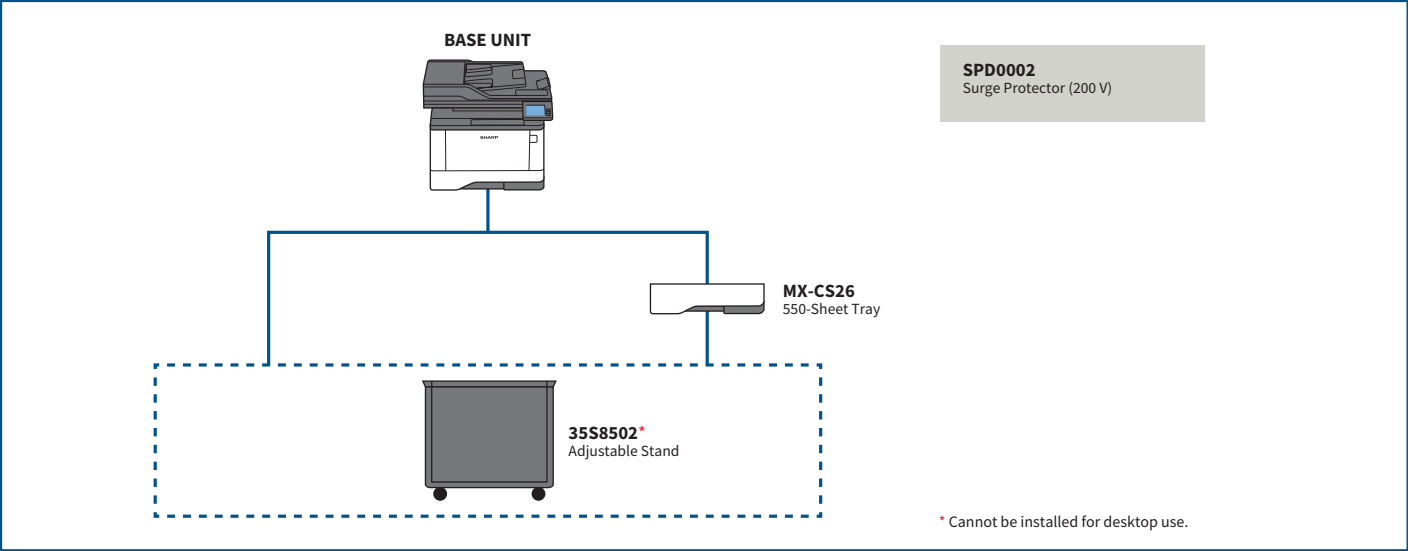 BASE UNIT
SPD0002
Surge Protector (200 V)
SHARP
MX-CS26
550-Sheet Tray
35S8502*
Adjustable Stand
* Cannot be installed for desktop use.